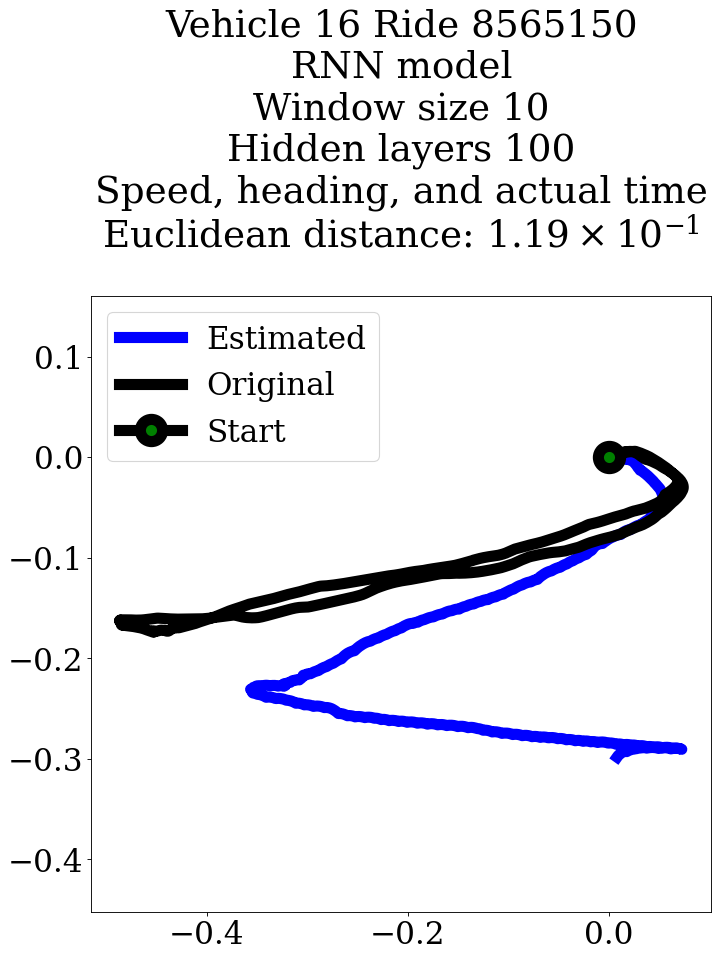 Vehicle 16 Ride 8565150
RNN model
Window size 10
Hidden layers 100
Speed, heading, and actual time
Euclidean distance: 1.19 × 10⁻¹
Estimated
Original
Start
0.1
0.0
−0.1
−0.2
−0.3
−0.4
−0.4 −0.2 0.0